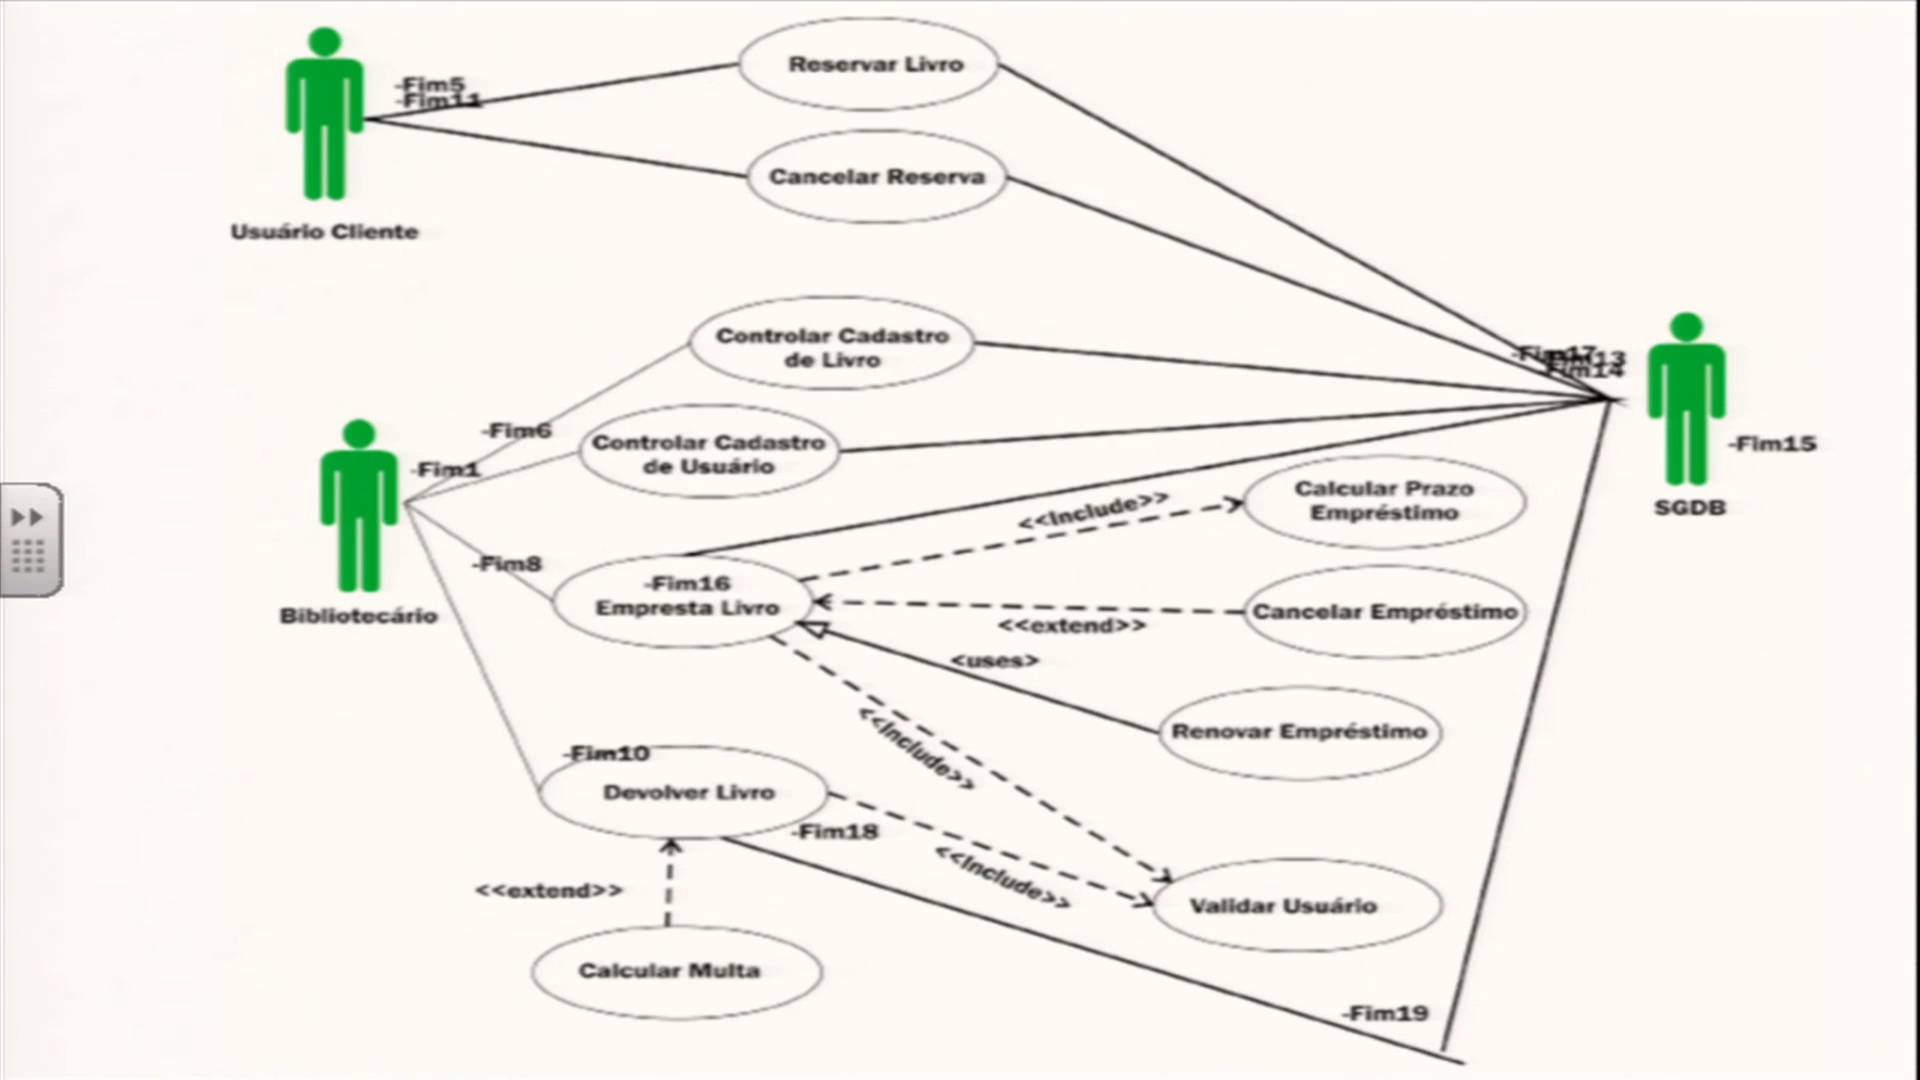 Reservar Livro
-Fim5
-Fim11
Cancelar Reserva
Usuário Cliente
Controlar Cadastro
de Livro
-Fim17
Fim13
Fim14
-Fim6
Controlar Cadastro
de Usuário
-Fim15
-Fim1
SGDB
Calcular Prazo
Empréstimo
<<Include>>
-Fim8
-Fim16
Empresta Livro
Bibliotecário
Cancelar Empréstimo
<<extend>>
<uses>
Renovar Empréstimo
<<Include>>
-Fim10
Devolver Livro
-Fim18
<<Include>>
<<extend>>
Validar Usuário
Calcular Multa
-Fim19